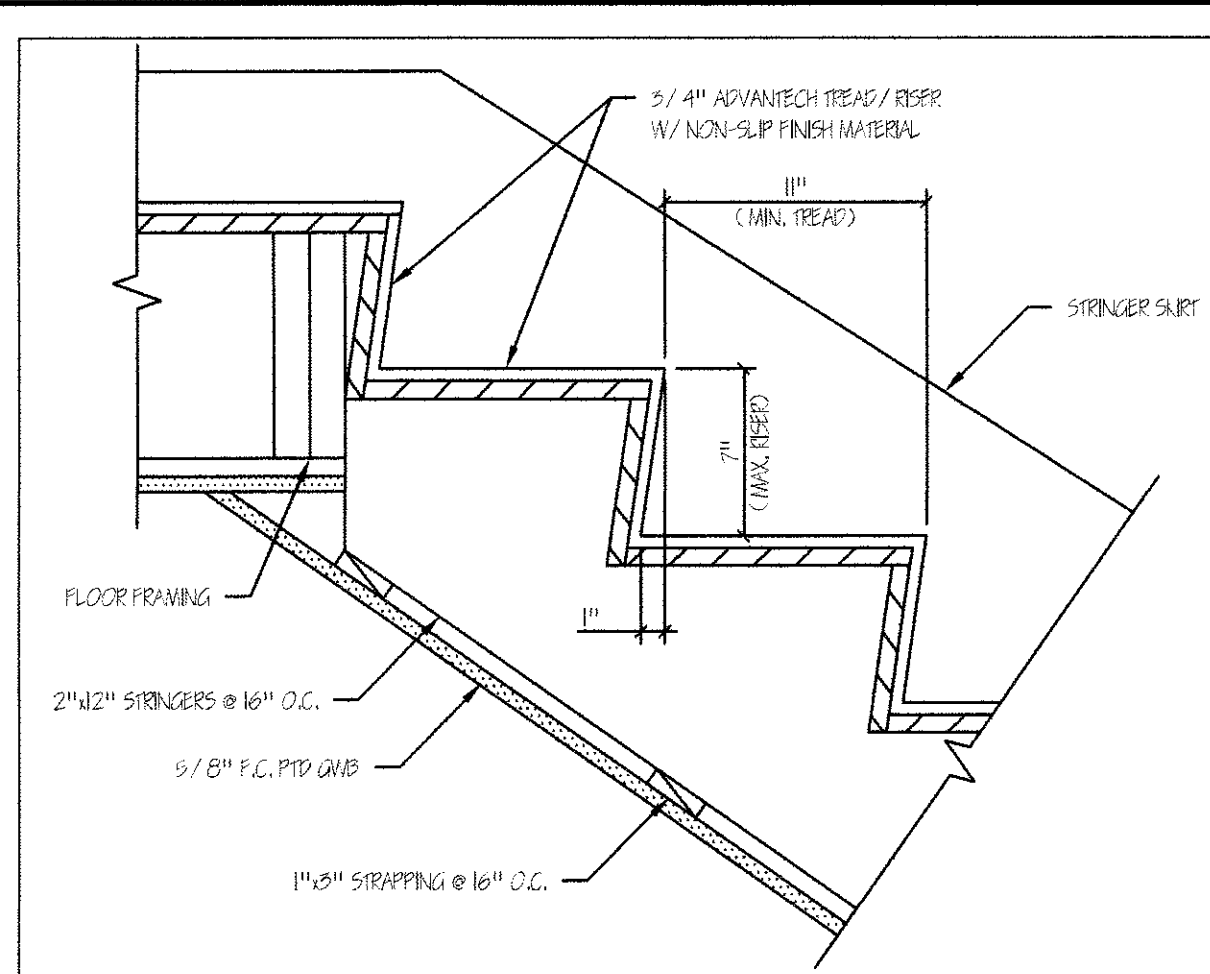 3/4" ADVANTECH TREAD/RISER
W/ NON-SLIP FINISH MATERIAL
11"
(MIN. TREAD)
STRINGER SKIRT
7"
(MAX. RISER)
FLOOR FRAMING
1"
2"x12" STRINGERS @ 16" O.C.
5/8" F.C. PTD GWB
1"x3" STRAPPING @ 16" O.C.